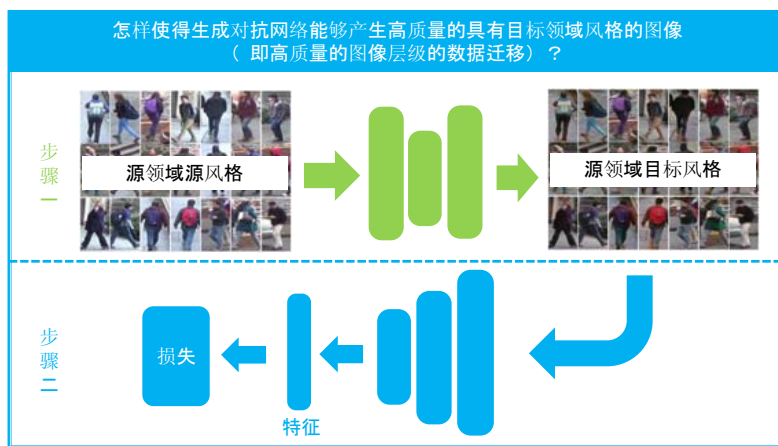 怎样使得生成对抗网络能够产生高质量的具有目标领域风格的图像
（ 即高质量的图像层级的数据迁移）？
步
骤
一
源领域源风格
源领域目标风格
步
骤
二
损失
特征